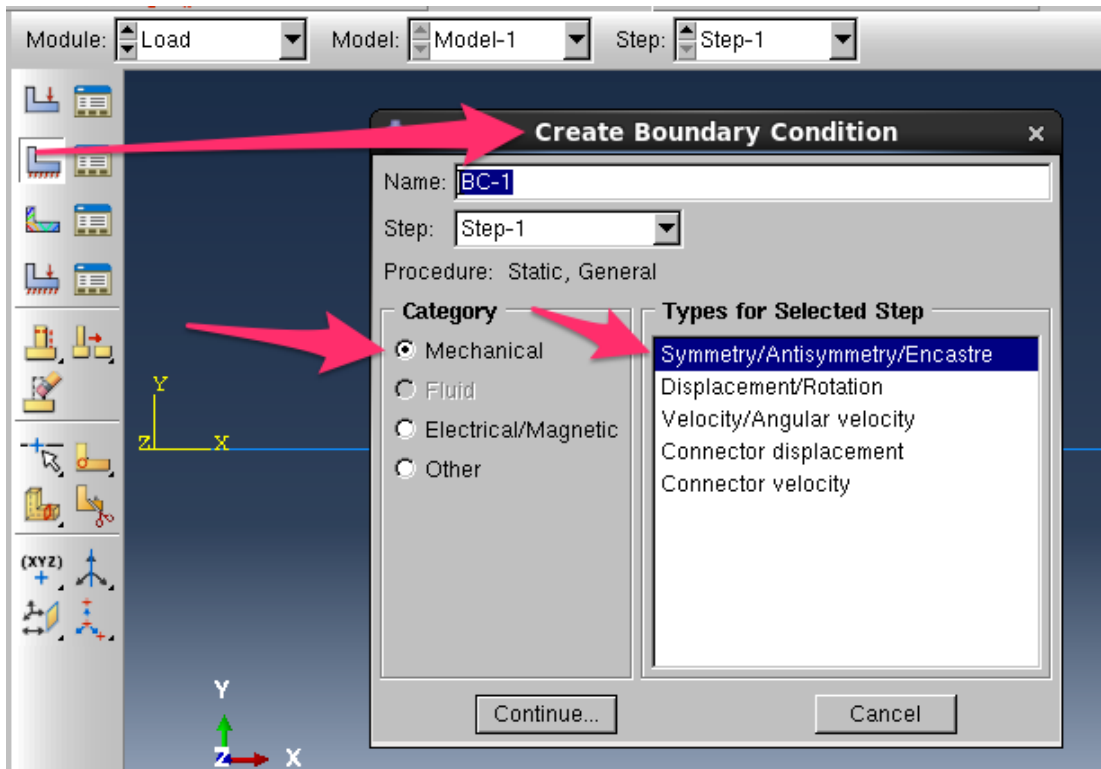 Module: Load Model: Model-1 Step: Step-1
Create Boundary Condition
Name: BC-1
Step: Step-1
Procedure: Static, General
Category
Mechanical
Fluid
Electrical/Magnetic
Other
Types for Selected Step
Symmetry/Antisymmetry/Encastre
Displacement/Rotation
Velocity/Angular velocity
Connector displacement
Connector velocity
Continue... Cancel
Y
Z X
(XYZ)
Y
Z X